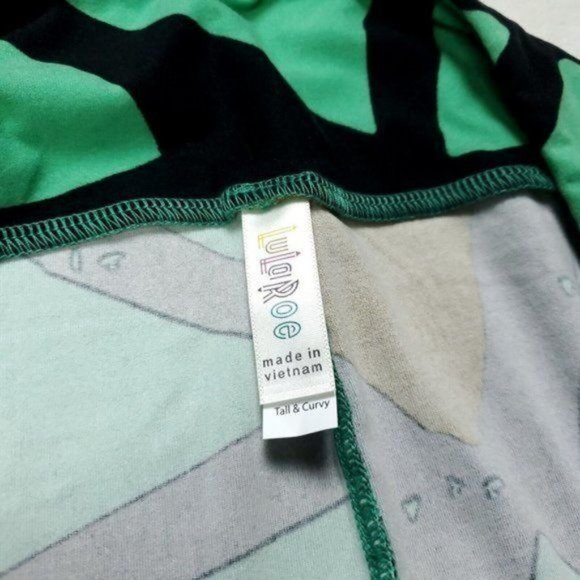 LuLaRoe
made in
vietnam
Tall & Curvy